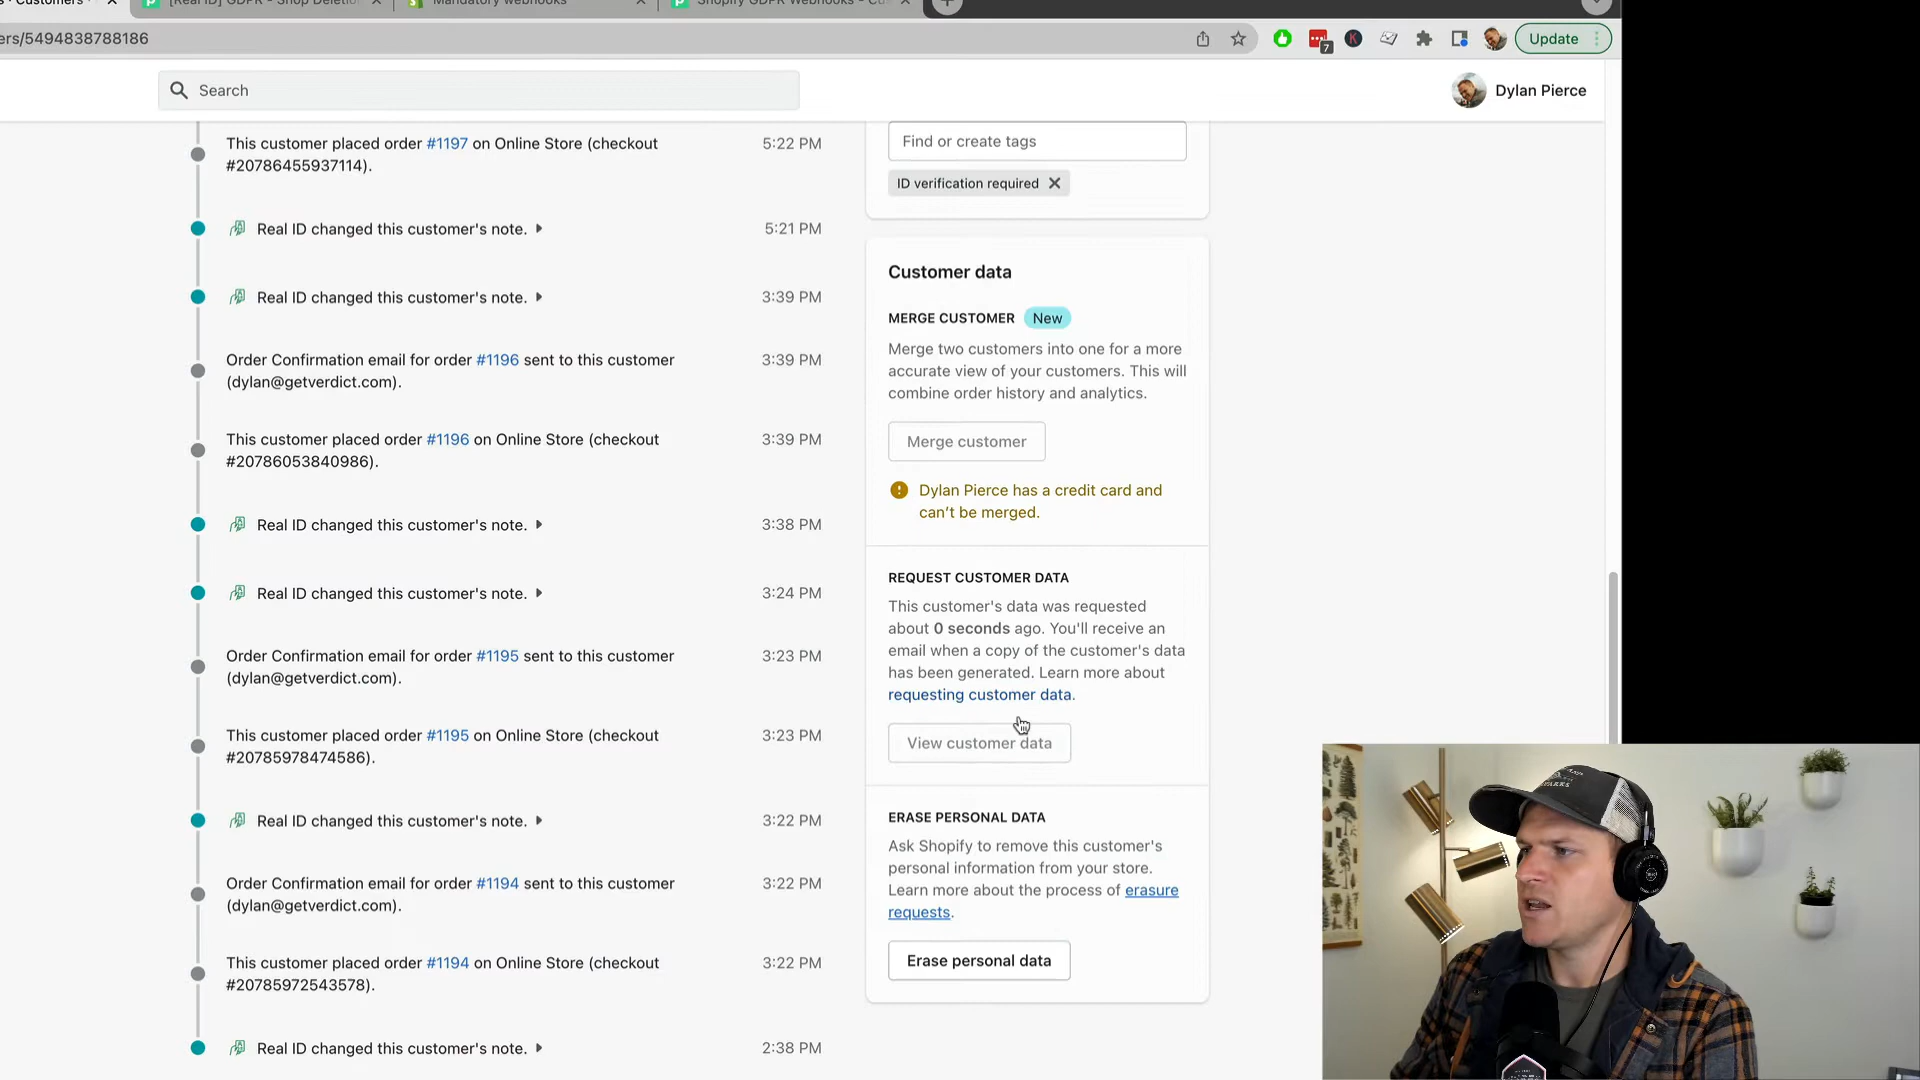 s · Customers ·
[Real ID] GDPR - Shop Deletion
Mandatory webhooks
Shopify GDPR Webhooks - Cu
ers/5494838788186
7
Update
Search
Dylan Pierce
This customer placed order #1197 on Online Store (checkout
#20786455937114).
5:22 PM
Real ID changed this customer's note.
5:21 PM
Real ID changed this customer's note.
3:39 PM
Order Confirmation email for order #1196 sent to this customer
(dylan@getverdict.com).
3:39 PM
This customer placed order #1196 on Online Store (checkout
#20786053840986).
3:39 PM
Real ID changed this customer's note.
3:38 PM
Real ID changed this customer's note.
3:24 PM
Order Confirmation email for order #1195 sent to this customer
(dylan@getverdict.com).
3:23 PM
This customer placed order #1195 on Online Store (checkout
#20785978474586).
3:23 PM
Real ID changed this customer's note.
3:22 PM
Order Confirmation email for order #1194 sent to this customer
(dylan@getverdict.com).
3:22 PM
This customer placed order #1194 on Online Store (checkout
#20785972543578).
3:22 PM
Real ID changed this customer's note.
2:38 PM
Find or create tags
ID verification required
Customer data
MERGE CUSTOMER New
Merge two customers into one for a more
accurate view of your customers. This will
combine order history and analytics.
Merge customer
Dylan Pierce has a credit card and
can't be merged.
REQUEST CUSTOMER DATA
This customer's data was requested
about 0 seconds ago. You'll receive an
email when a copy of the customer's data
has been generated. Learn more about
requesting customer data.
View customer data
ERASE PERSONAL DATA
Ask Shopify to remove this customer's
personal information from your store.
Learn more about the process of erasure
requests.
Erase personal data